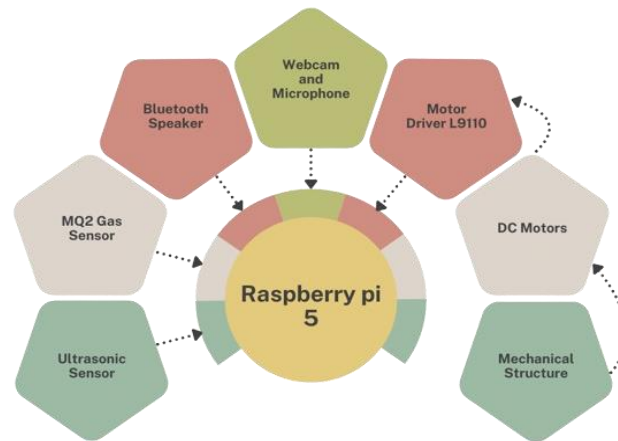 Webcam
and
Microphone
Bluetooth
Speaker
Motor
Driver L9110
MQ2 Gas
Sensor
DC Motors
Raspberry pi
5
Ultrasonic
Sensor
Mechanical
Structure